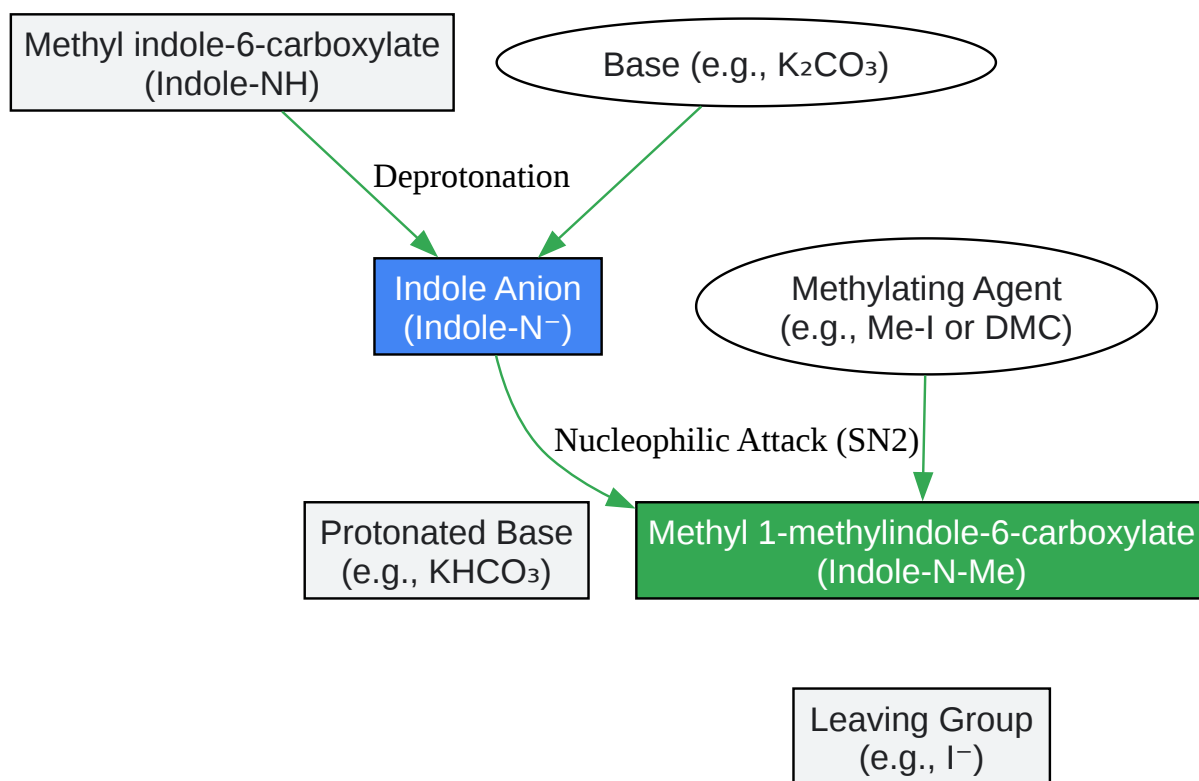 Methyl indole-6-carboxylate
(Indole-NH)
Base (e.g., K₂CO₃)
Deprotonation
Indole Anion
(Indole-N⁻)
Methylating Agent
(e.g., Me-I or DMC)
Nucleophilic Attack (SN2)
Protonated Base
(e.g., KHCO₃)
Methyl 1-methylindole-6-carboxylate
(Indole-N-Me)
Leaving Group
(e.g., I⁻)